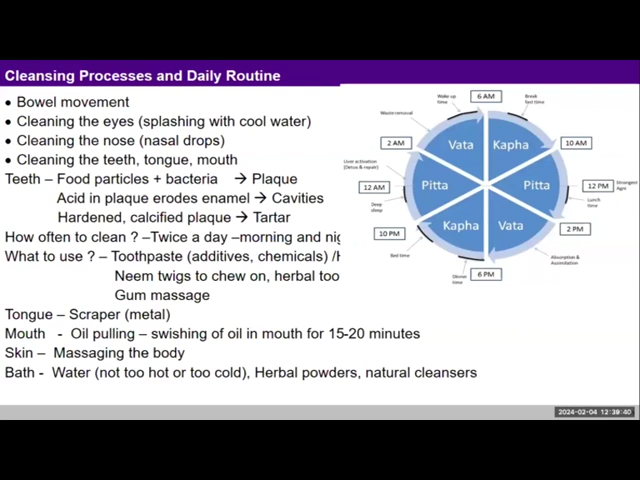 Cleansing Processes and Daily Routine
• Bowel movement
• Cleaning the eyes (splashing with cool water)
• Cleaning the nose (nasal drops)
• Cleaning the teeth, tongue, mouth
Teeth – Food particles + bacteria → Plaque
Acid in plaque erodes enamel → Cavities
Hardened, calcified plaque → Tartar
How often to clean ? –Twice a day –morning and nig
What to use ? – Toothpaste (additives, chemicals) /H
Neem twigs to chew on, herbal too
Gum massage
Tongue – Scraper (metal)
Mouth - Oil pulling – swishing of oil in mouth for 15-20 minutes
Skin – Massaging the body
Bath - Water (not too hot or too cold), Herbal powders, natural cleansers
6 AM
Wake up
time
Break
fast time
Waste removal
2 AM
10 AM
Vata
Kapha
Liver activation
(Detox & repair)
12 AM
Pitta
Pitta
12 PM
Strongest
Agni
Deep
sleep
Lunch
time
10 PM
Kapha
Vata
2 PM
Bed time
Absorption &
Assimilation
Dinner
time
6 PM
2024-02-04 12:39:40